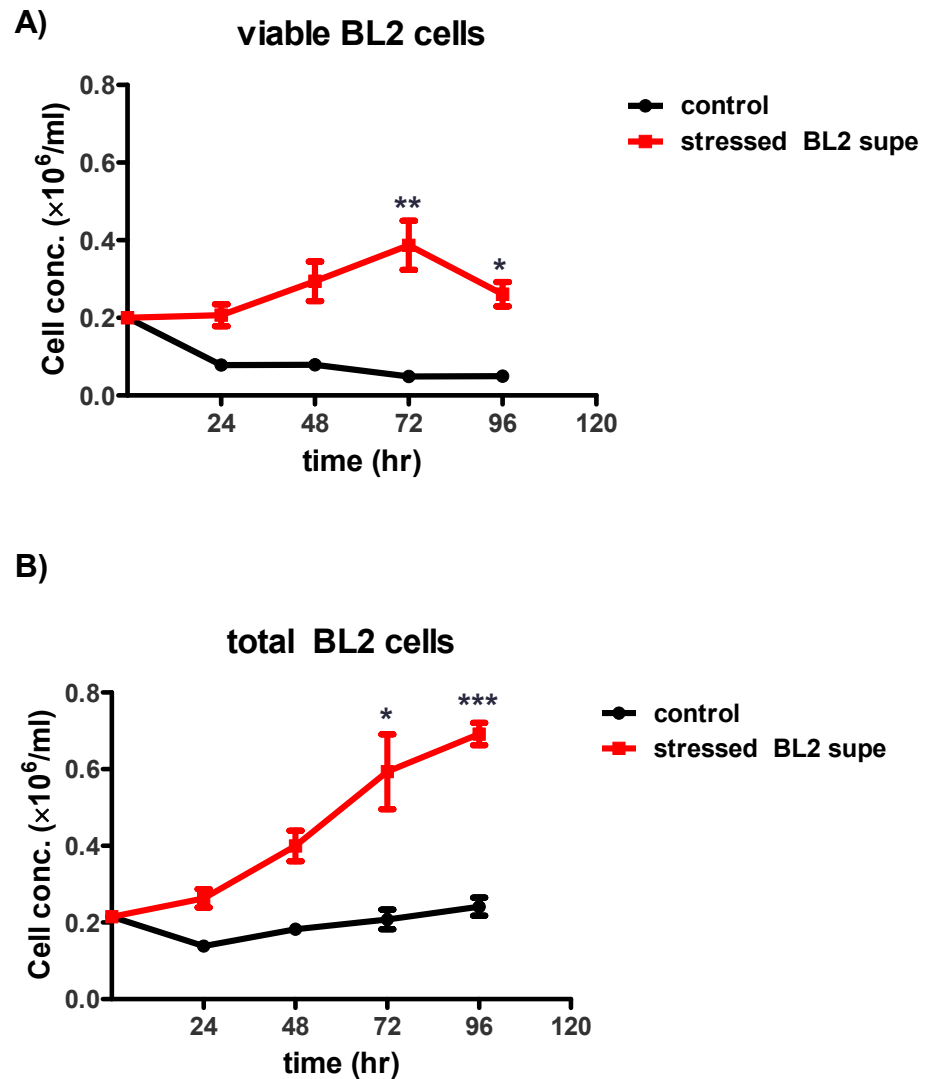 A)
viable BL2 cells
Cell conc. (×10⁶/ml)
0.8
0.6
0.4
0.2
0.0
**
*
24 48 72 96 120
time (hr)
control
stressed BL2 supe
B)
total BL2 cells
Cell conc. (×10⁶/ml)
0.8
0.6
0.4
0.2
0.0
*
***
24 48 72 96 120
time (hr)
control
stressed BL2 supe